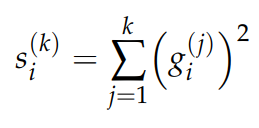 $s_i^{(k)} = \sum_{j=1}^{k} \left( g_i^{(j)} \right)^2$